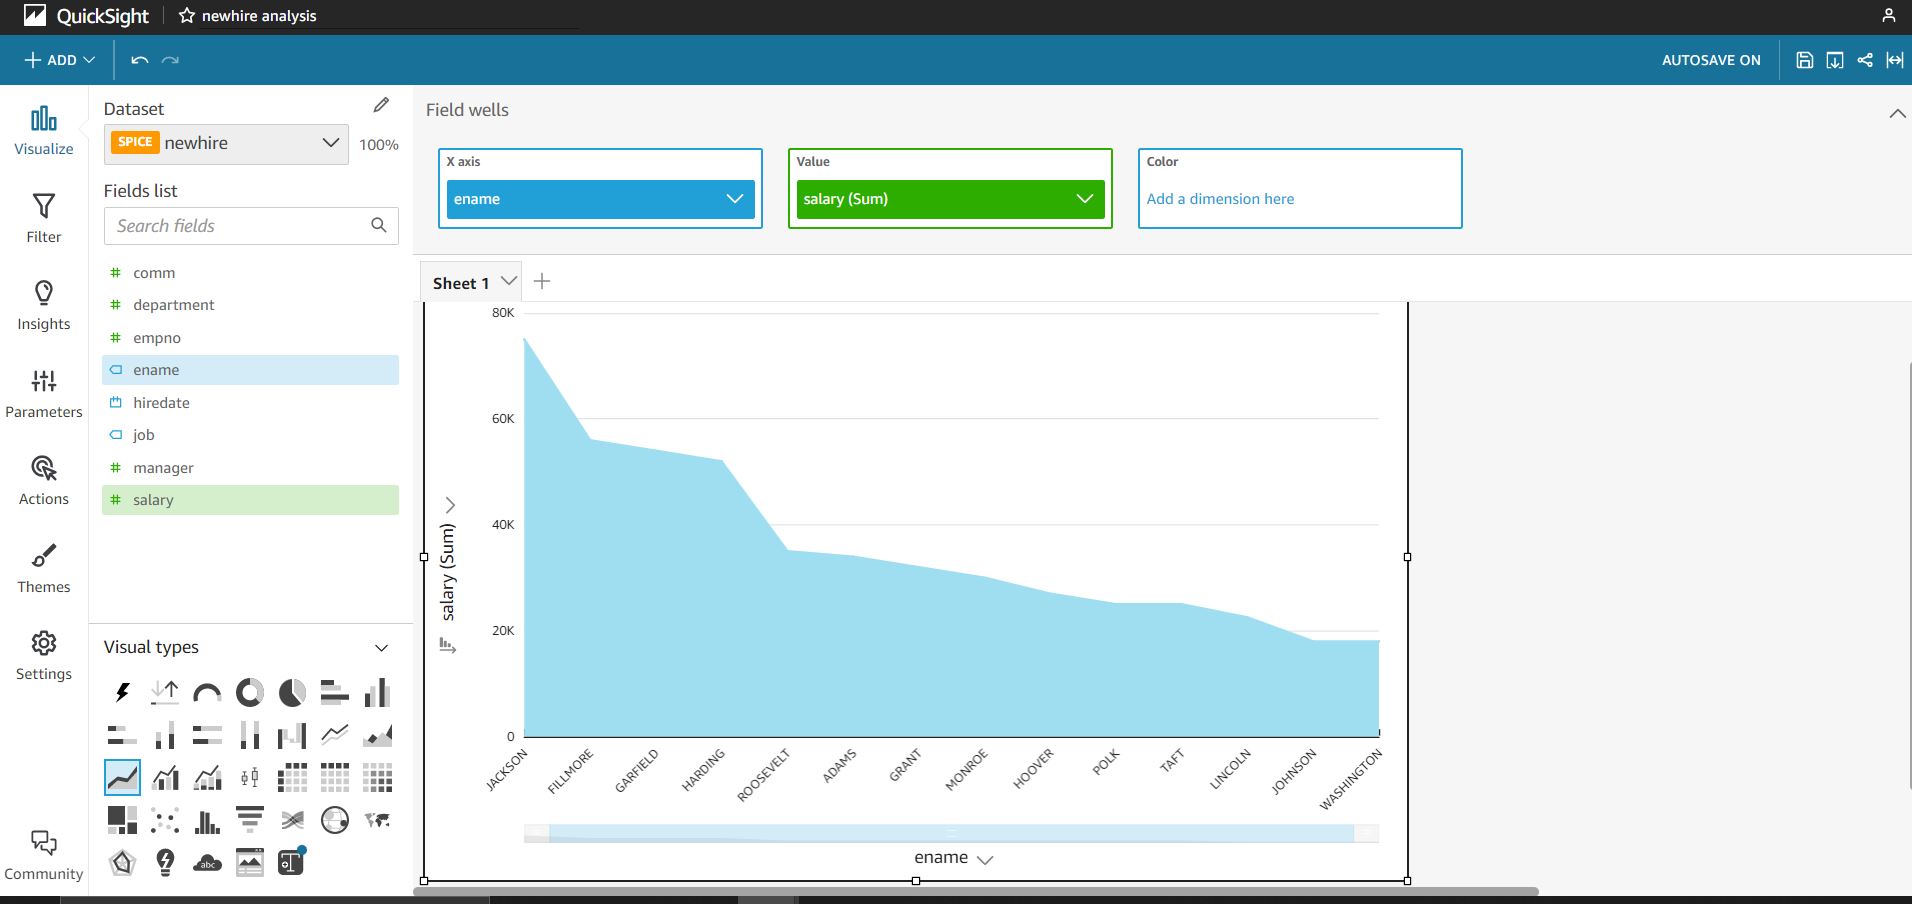 QuickSight newhire analysis
ADD AUTOSAVE ON
Visualize
Filter
Insights
Parameters
Actions
Themes
Settings
Community
Dataset
SPICE newhire 100%
Fields list
Search fields
comm
department
empno
ename
hiredate
job
manager
salary
Visual types
abc
Field wells
X axis
ename
Value
salary (Sum)
Color
Add a dimension here
Sheet 1
80K
60K
40K
20K
0
salary (Sum)
JACKSON
FILLMORE
GARFIELD
HARDING
ROOSEVELT
ADAMS
GRANT
MONROE
HOOVER
POLK
TAFT
LINCOLN
JOHNSON
WASHINGTON
ename